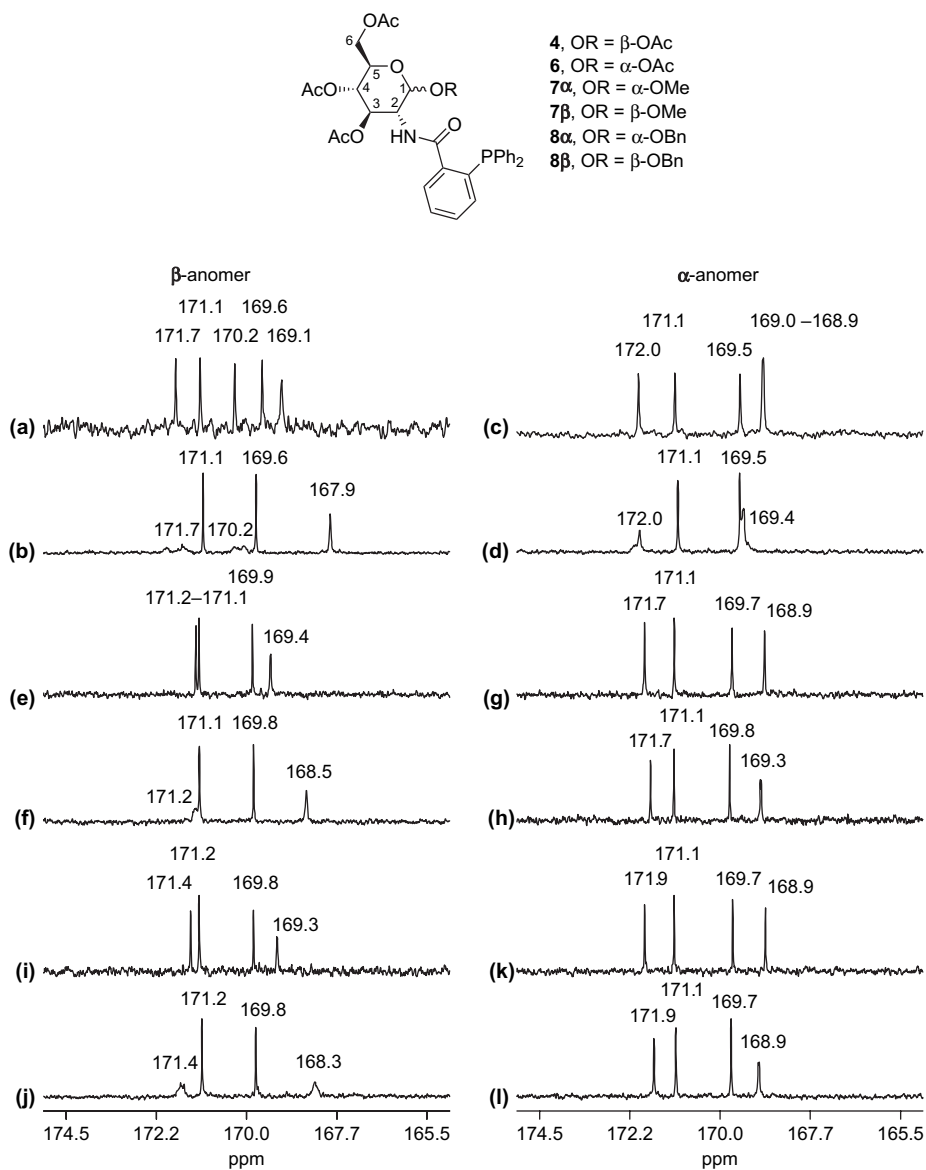 OAc
6
5
O
AcO
4
1
OR
3
2
AcO
HN
O
PPh2
4, OR = β-OAc
6, OR = α-OAc
7α, OR = α-OMe
7β, OR = β-OMe
8α, OR = α-OBn
8β, OR = β-OBn
β-anomer
171.1 169.6
171.7 170.2 169.1
(a)
171.1 169.6
167.9
171.7 170.2
(b)
169.9
171.2–171.1
169.4
(e)
171.1 169.8
168.5
171.2
(f)
171.2
171.4 169.8
169.3
(i)
171.2
169.8
171.4 168.3
(j)
174.5 172.2 170.0 167.7 165.5
ppm
α-anomer
171.1 169.0 –168.9
172.0 169.5
(c)
171.1 169.5
172.0 169.4
(d)
171.1
171.7 169.7 168.9
(g)
171.1
171.7 169.8
169.3
(h)
171.1
171.9 169.7 168.9
(k)
171.1
171.9 169.7
168.9
(l)
174.5 172.2 170.0 167.7 165.5
ppm